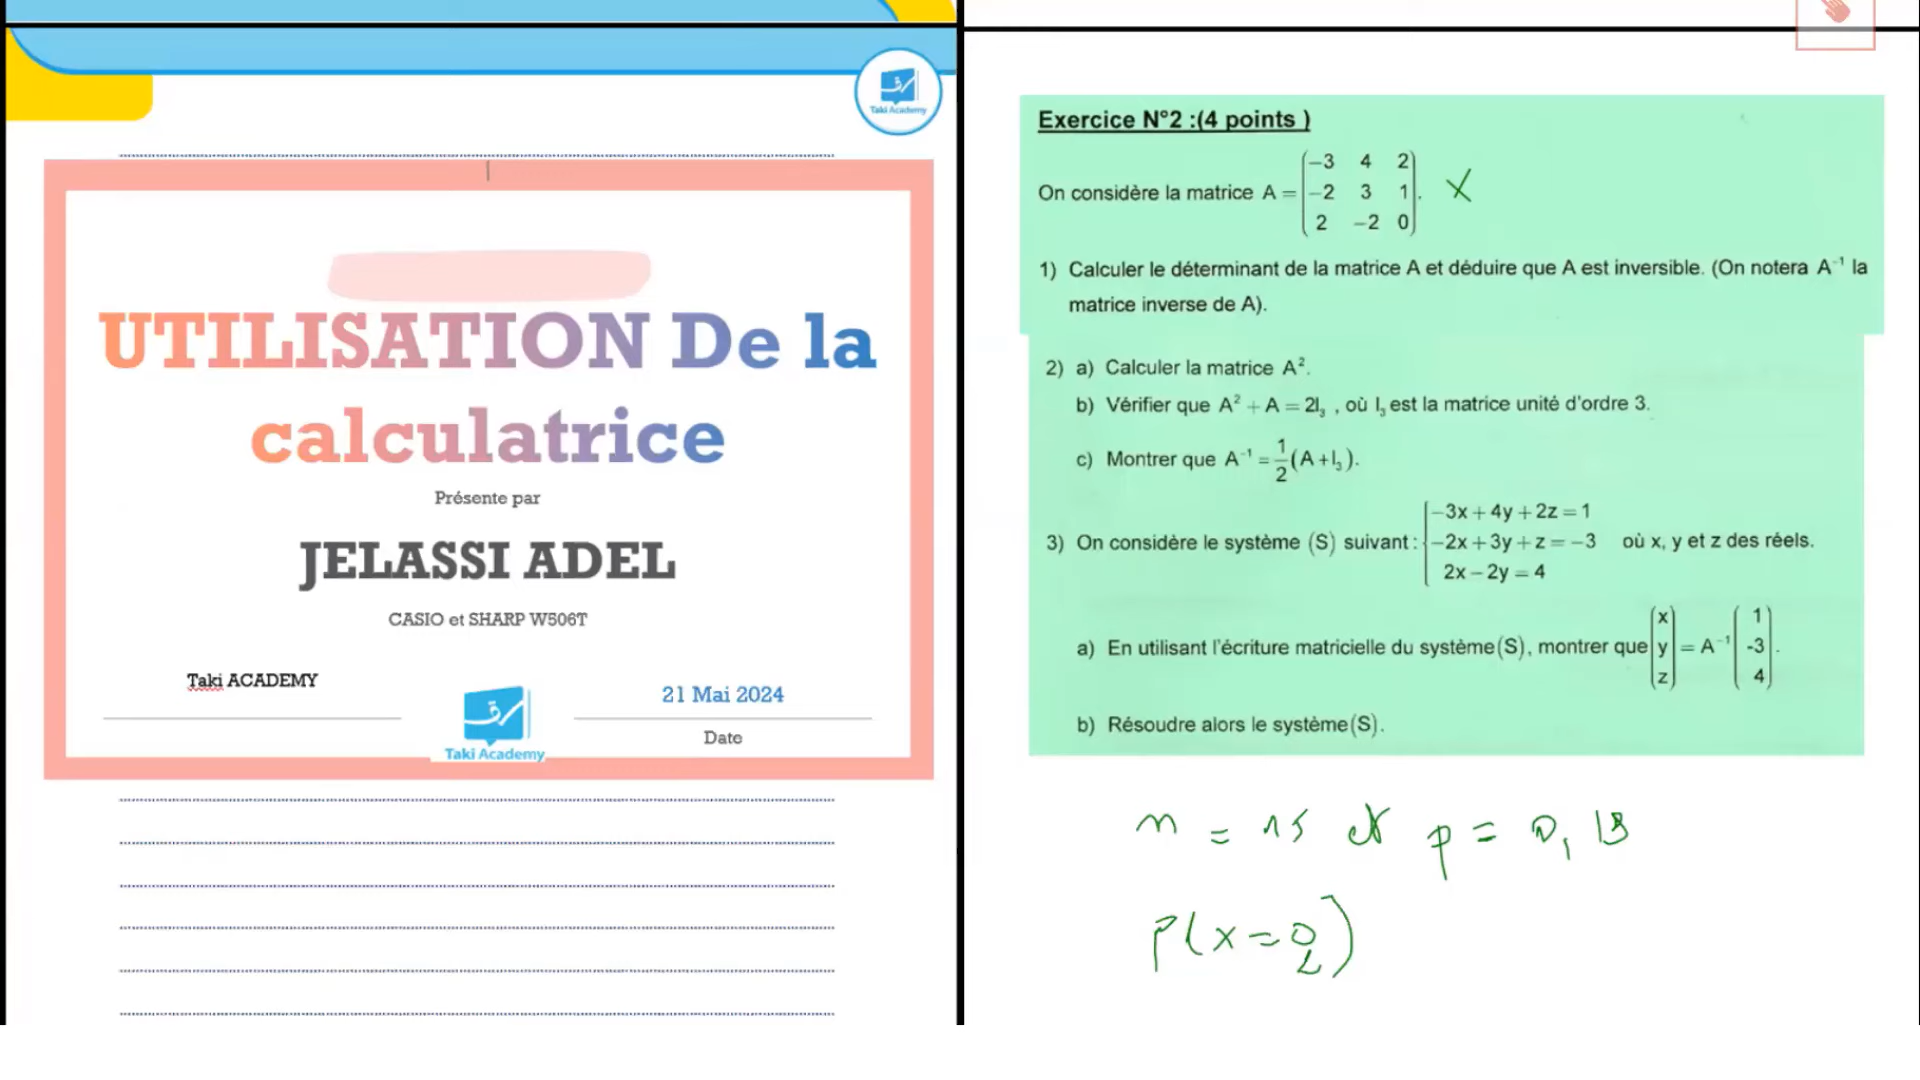 Taki Academy
UTILISATION De la
calculatrice
Présente par
JELASSI ADEL
CASIO et SHARP W506T
Taki ACADEMY
21 Mai 2024
Date
Taki Academy
Exercice N°2 :(4 points )
On considère la matrice A = (-3 4 2
-2 3 1
2 -2 0). X
1) Calculer le déterminant de la matrice A et déduire que A est inversible. (On notera A⁻¹ la
matrice inverse de A).
2) a) Calculer la matrice A².
b) Vérifier que A² + A = 2I₃ , où I₃ est la matrice unité d'ordre 3.
c) Montrer que A⁻¹ = 1/2 (A + I₃).
3) On considère le système (S) suivant : { -3x + 4y + 2z = 1
-2x + 3y + z = -3 où x, y et z des réels.
2x - 2y = 4
a) En utilisant l'écriture matricielle du système (S), montrer que (x y z) = A⁻¹ (1 -3 4).
b) Résoudre alors le système (S).
n = 15 et p =
P(x = 0
2)